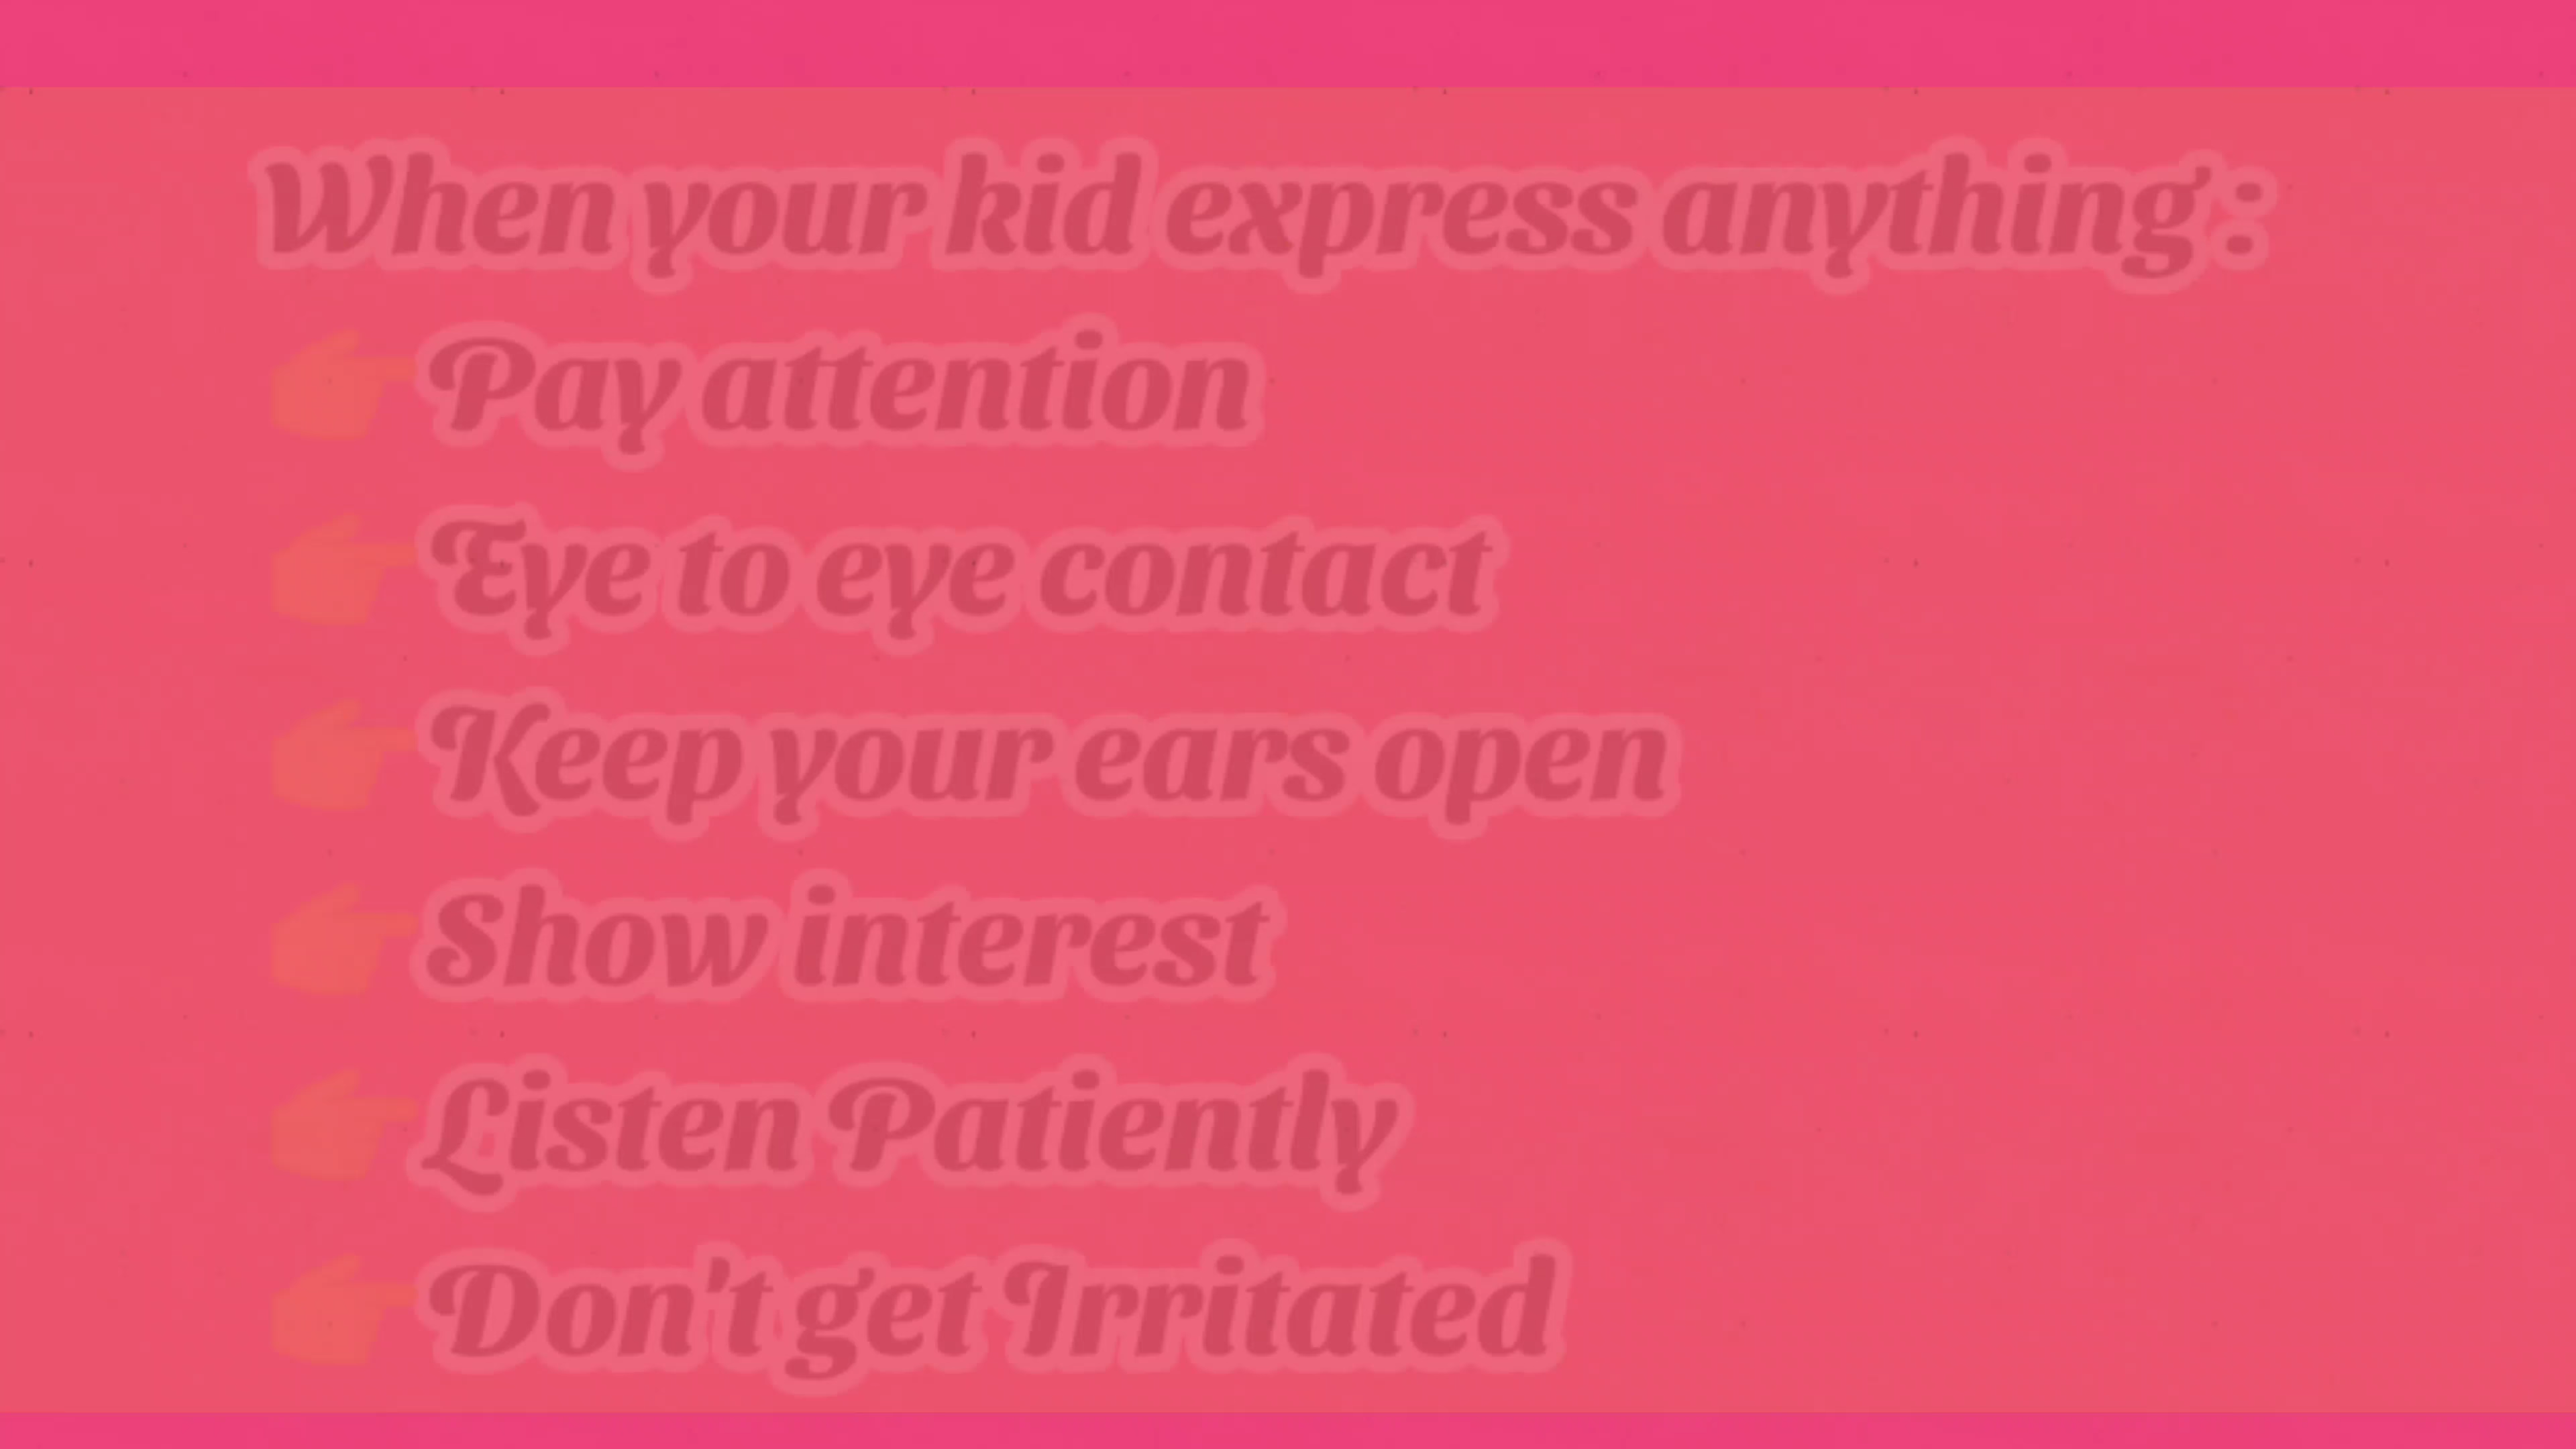 When your kid express anything :
👉Pay attention
👉Eye to eye contact
👉Keep your ears open
👉Show interest
👉Listen Patiently
👉Don't get Irritated